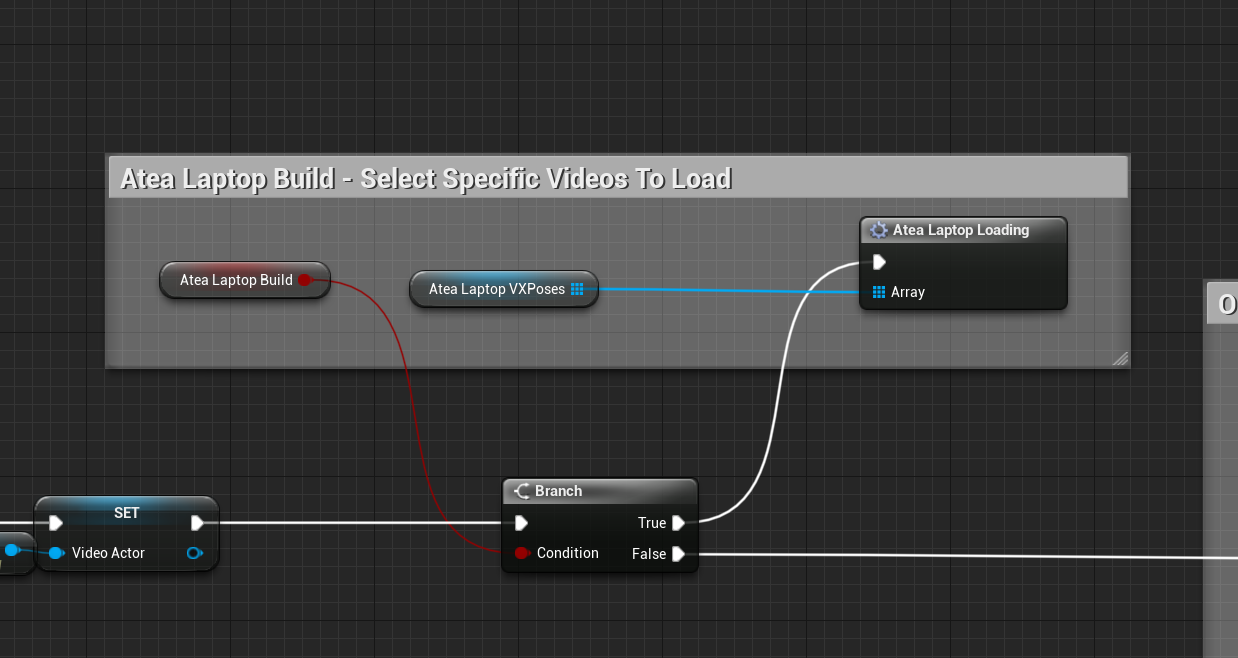 Atea Laptop Build - Select Specific Videos To Load
Atea Laptop Loading
Atea Laptop Build
Atea Laptop VXPoses
Array
O
Branch
SET
True
Video Actor
Condition
False